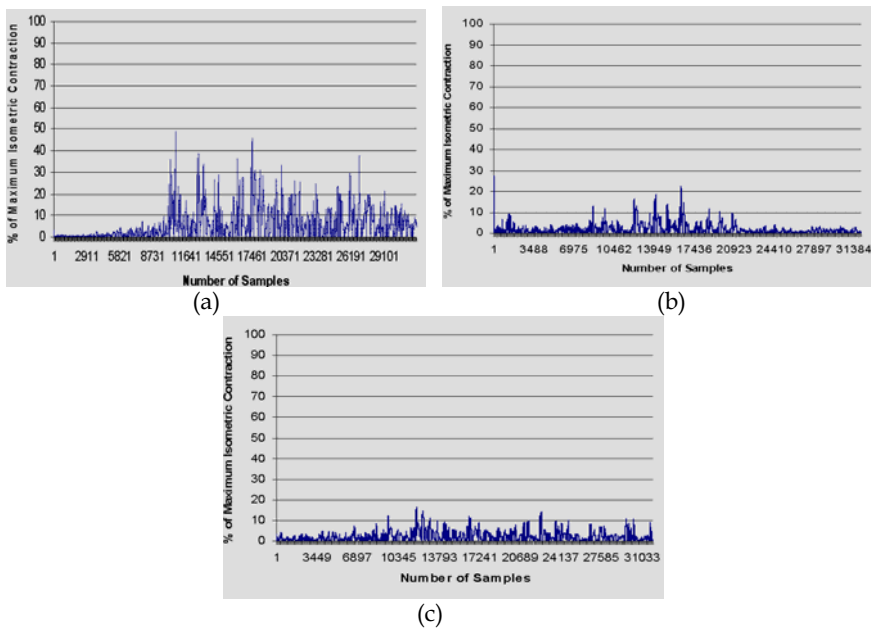 % of Maximum Isometric Contraction
100
90
80
70
60
50
40
30
20
10
0
1 2911 5821 8731 11641 14551 17461 20371 23281 26191 29101
Number of Samples
(a)
% of Maximum Isometric Contraction
100
90
80
70
60
50
40
30
20
10
0
1 3488 6975 10462 13949 17436 20923 24410 27897 31384
Number of Samples
(b)
% of Maximum Isometric Contraction
100
90
80
70
60
50
40
30
20
10
0
1 3449 6897 10345 13793 17241 20689 24137 27585 31033
Number of Samples
(c)